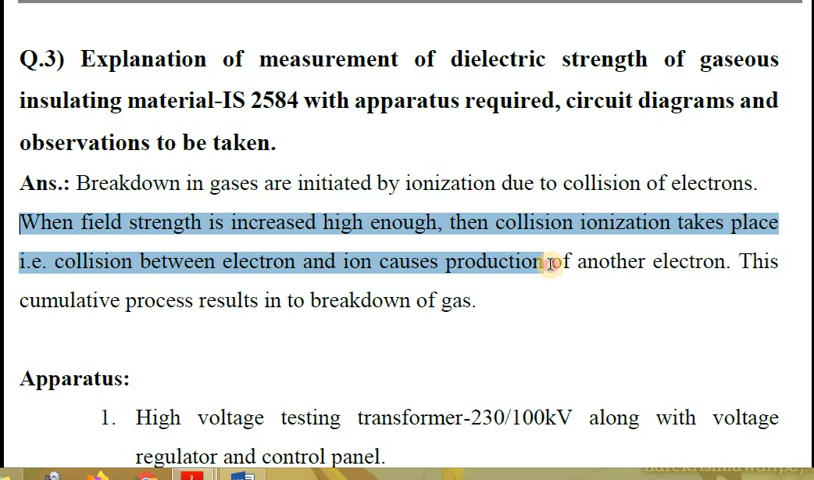 Q.3) Explanation of measurement of dielectric strength of gaseous
insulating material-IS 2584 with apparatus required, circuit diagrams and
observations to be taken.
Ans.: Breakdown in gases are initiated by ionization due to collision of electrons.
When field strength is increased high enough, then collision ionization takes place
i.e. collision between electron and ion causes production of another electron. This
cumulative process results in to breakdown of gas.
Apparatus:
1. High voltage testing transformer-230/100kV along with voltage
regulator and control panel.